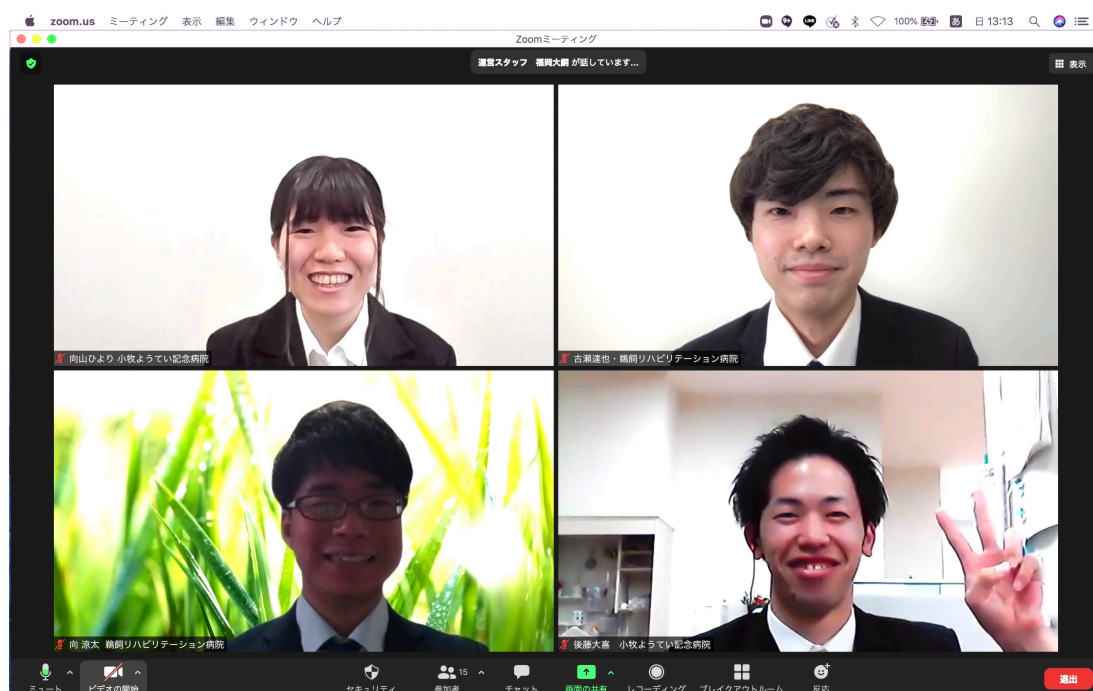 zoom.us ミーティング 表示 編集 ウィンドウ ヘルプ 100% 日 13:13
Zoomミーティング
運営スタッフ 福岡大嗣 が話しています...
表示
向山ひより 小牧ようてい記念病院
古瀬達也・鵜飼リハビリテーション病院
向 涼太 鵜飼リハビリテーション病院
後藤大喜 小牧ようてい記念病院
ミュート ビデオの開始 セキュリティ 参加者 15 チャット 画面の共有 レコーディング ブレイクアウトルーム 反応 退出